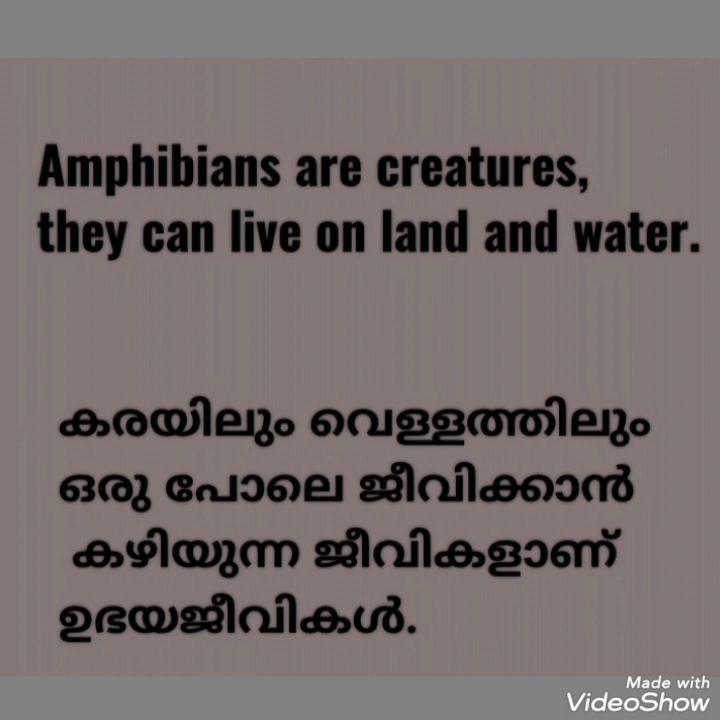 Amphibians are creatures,
they can live on land and water.
കരയിലും വെള്ളത്തിലും
ഒരു പോലെ ജീവിക്കാൻ
കഴിയുന്ന ജീവികളാണ്
ഉഭയജീവികൾ.
Made with
VideoShow